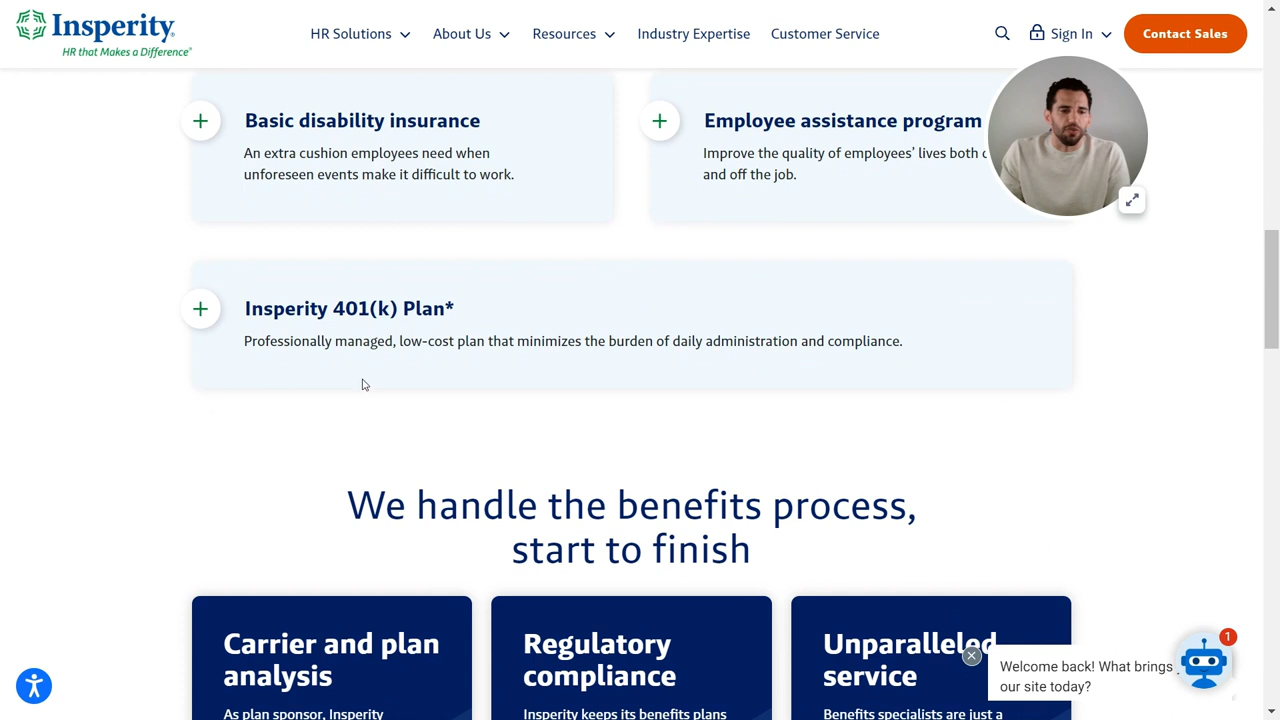 Insperity
HR that Makes a Difference®
HR Solutions
About Us
Resources
Industry Expertise
Customer Service
Sign In
Contact Sales
Basic disability insurance
An extra cushion employees need when
unforeseen events make it difficult to work.
Employee assistance program
Improve the quality of employees’ lives both
and off the job.
Insperity 401(k) Plan*
Professionally managed, low-cost plan that minimizes the burden of daily administration and compliance.
We handle the benefits process,
start to finish
Carrier and plan
analysis
As plan sponsor, Insperity
Regulatory
compliance
Insperity keeps its benefits plans
Unparalleled
service
Benefits specialists are just a
Welcome back! What brings
our site today?
1